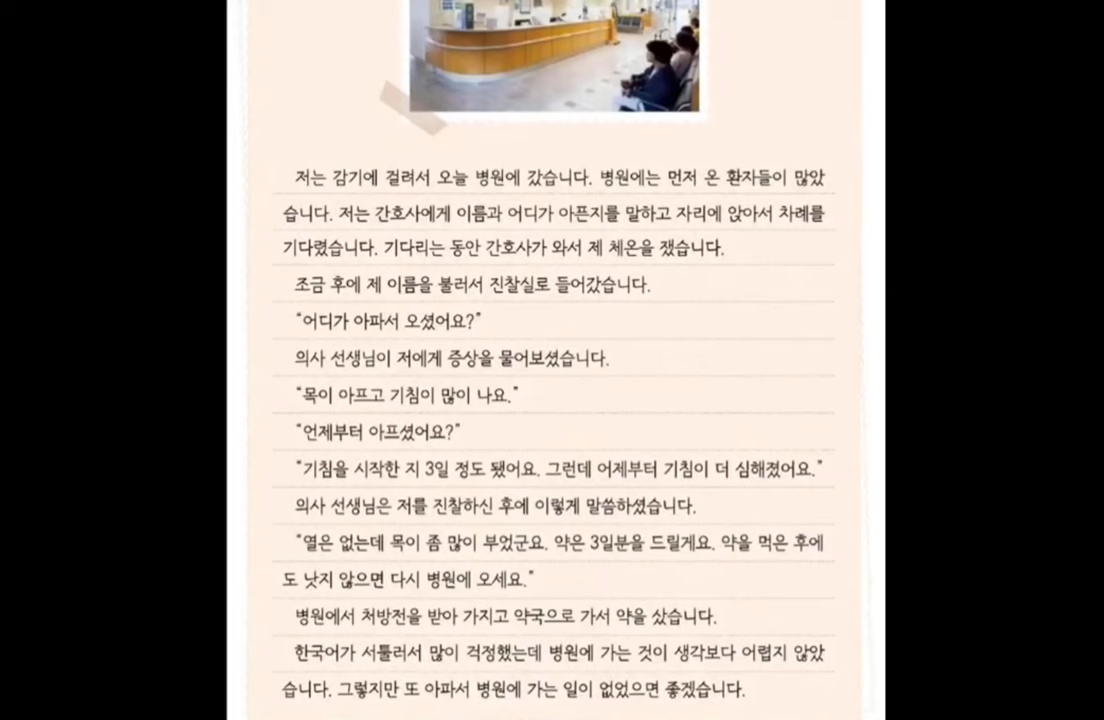 저는 감기에 걸려서 오늘 병원에 갔습니다. 병원에는 먼저 온 환자들이 많았
습니다. 저는 간호사에게 이름과 어디가 아픈지를 말하고 자리에 앉아서 차례를
기다렸습니다. 기다리는 동안 간호사가 와서 제 체온을 쟀습니다.
조금 후에 제 이름을 불러서 진찰실로 들어갔습니다.
“어디가 아파서 오셨어요?”
의사 선생님이 저에게 증상을 물어보셨습니다.
“목이 아프고 기침이 많이 나요.”
“언제부터 아프셨어요?”
“기침을 시작한 지 3일 정도 됐어요. 그런데 어제부터 기침이 더 심해졌어요.”
의사 선생님은 저를 진찰하신 후에 이렇게 말씀하셨습니다.
“열은 없는데 목이 좀 많이 부었군요. 약은 3일분을 드릴게요. 약을 먹은 후에
도 낫지 않으면 다시 병원에 오세요.”
병원에서 처방전을 받아 가지고 약국으로 가서 약을 샀습니다.
한국어가 서툴러서 많이 걱정했는데 병원에 가는 것이 생각보다 어렵지 않았
습니다. 그렇지만 또 아파서 병원에 가는 일이 없었으면 좋겠습니다.